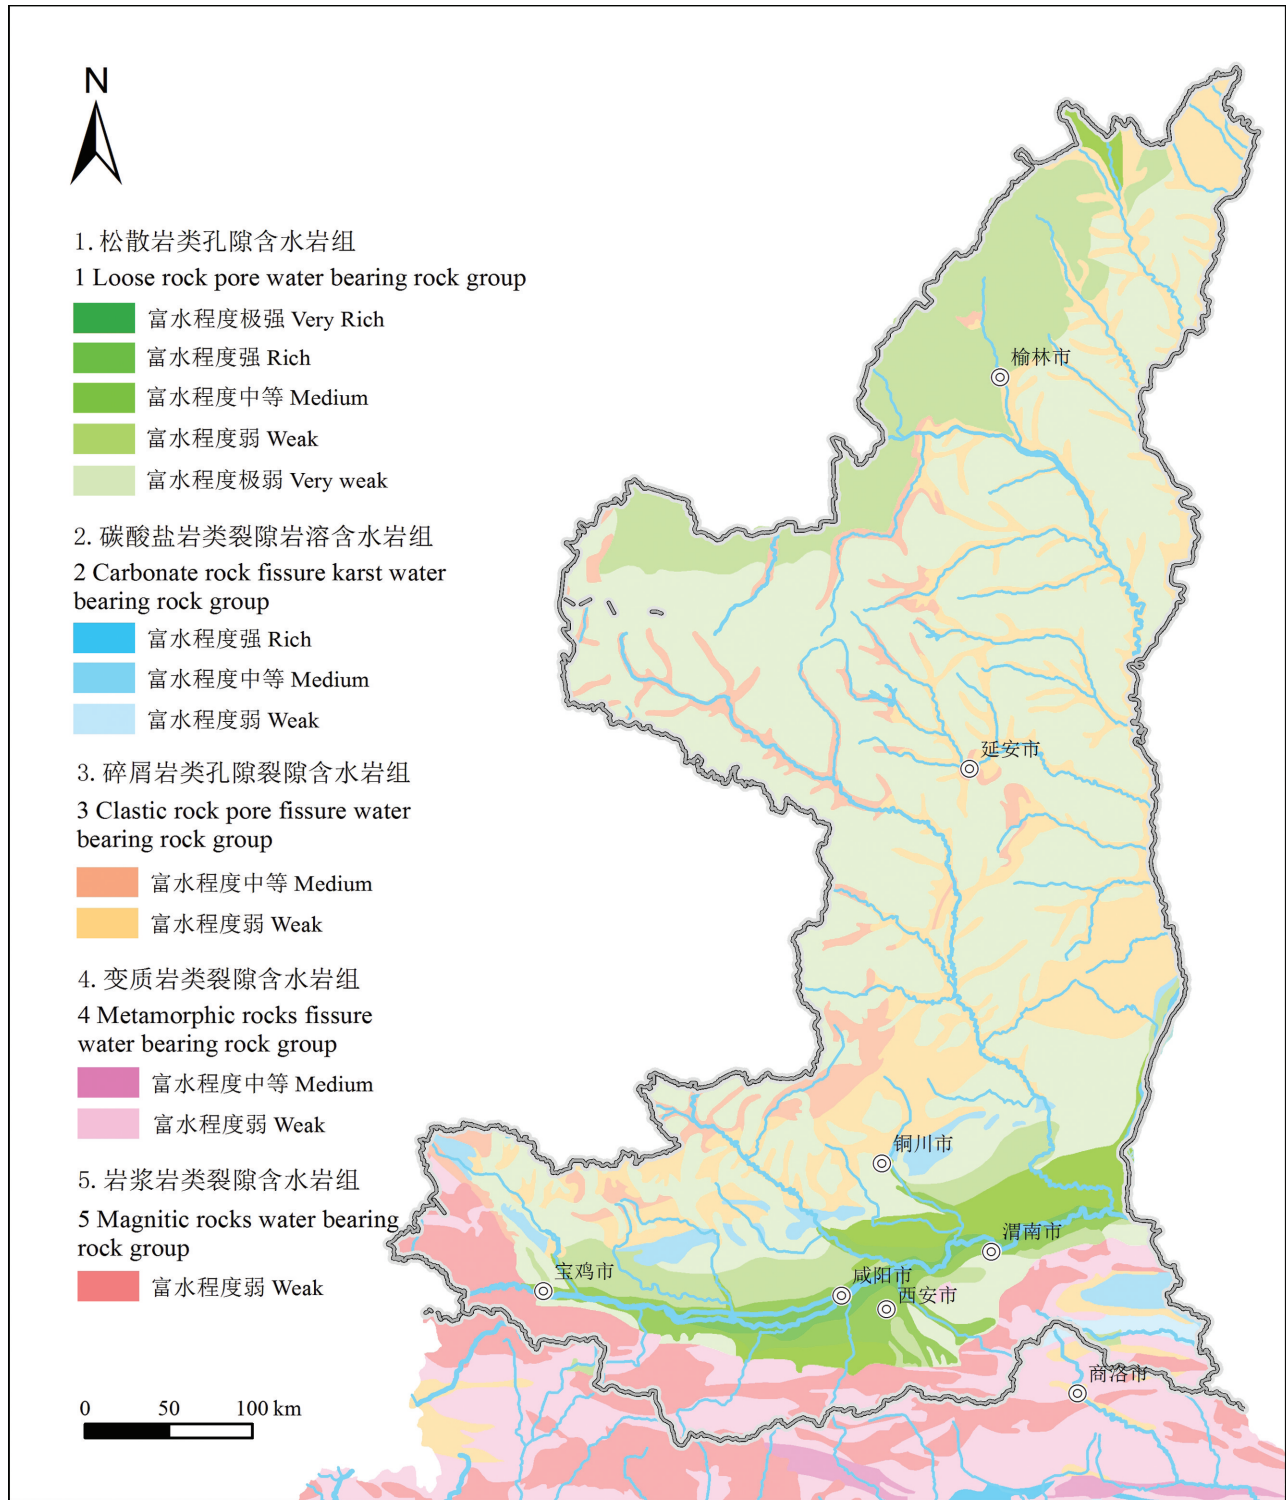 N
1. 松散岩类孔隙含水岩组
1 Loose rock pore water bearing rock group
富水程度极强 Very Rich
富水程度强 Rich
富水程度中等 Medium
富水程度弱 Weak
富水程度极弱 Very weak
2. 碳酸盐岩类裂隙岩溶含水岩组
2 Carbonate rock fissure karst water
bearing rock group
富水程度强 Rich
富水程度中等 Medium
富水程度弱 Weak
3. 碎屑岩类孔隙裂隙含水岩组
3 Clastic rock pore fissure water
bearing rock group
富水程度中等 Medium
富水程度弱 Weak
4. 变质岩类裂隙含水岩组
4 Metamorphic rocks fissure
water bearing rock group
富水程度中等 Medium
富水程度弱 Weak
5. 岩浆岩类裂隙含水岩组
5 Magnitic rocks water bearing
rock group
富水程度弱 Weak
0 50 100 km
榆林市
延安市
铜川市
渭南市
宝鸡市
咸阳市
西安市
商洛市